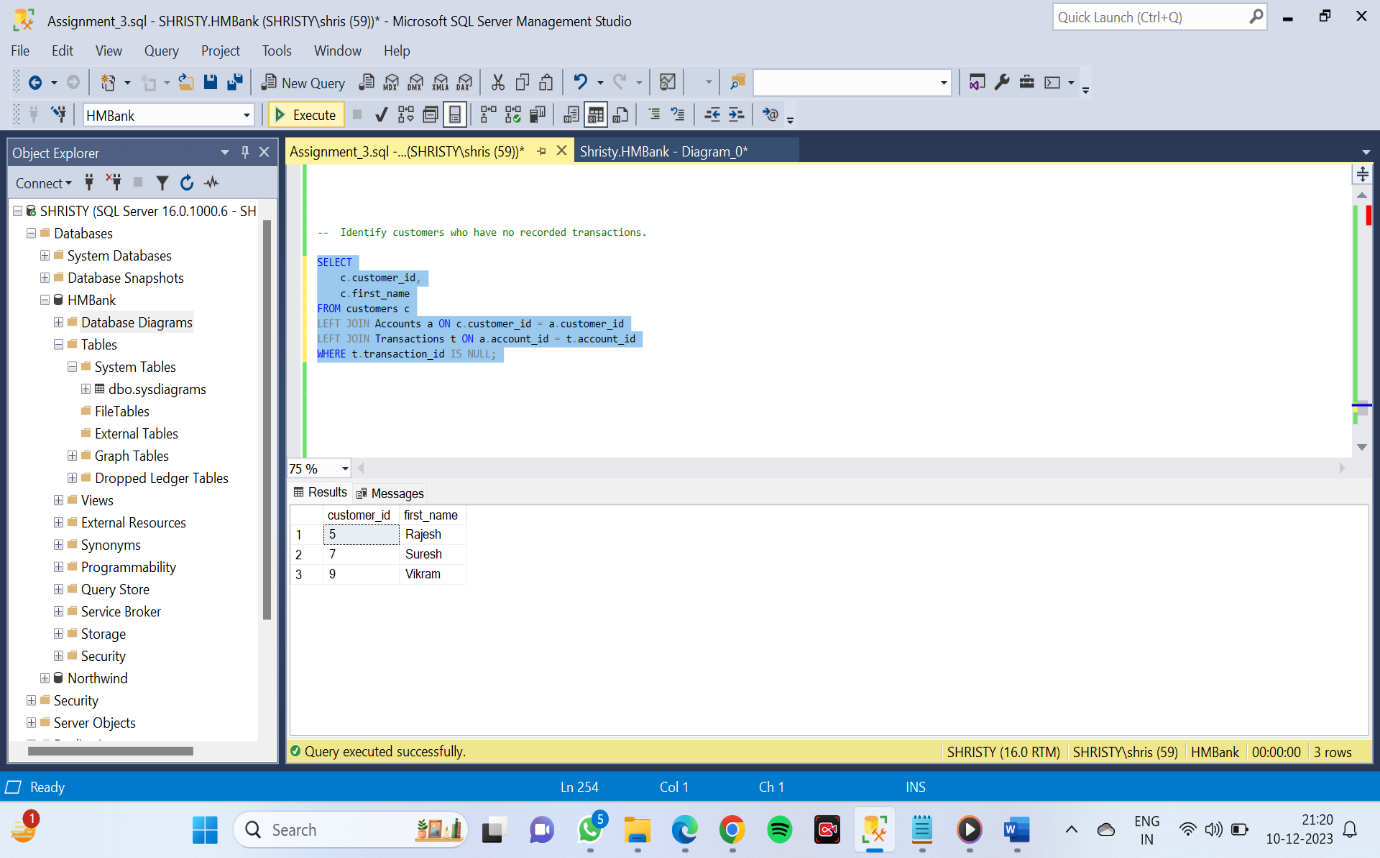 Assignment_3.sql - SHRISTY.HMBank (SHRISTY\shris (59))* - Microsoft SQL Server Management Studio
Quick Launch (Ctrl+Q)
File Edit View Query Project Tools Window Help
New Query MDX DMX XMLA DAX
HMBank Execute
Object Explorer
Assignment_3.sql -...(SHRISTY\shris (59))* Shristy.HMBank - Diagram_0*
Connect
SHRISTY (SQL Server 16.0.1000.6 - SH
Databases
System Databases
Database Snapshots
HMBank
Database Diagrams
Tables
System Tables
dbo.sysdiagrams
FileTables
External Tables
Graph Tables
Dropped Ledger Tables
Views
External Resources
Synonyms
Programmability
Query Store
Service Broker
Storage
Security
Northwind
Security
Server Objects
-- Identify customers who have no recorded transactions.
SELECT
c.customer_id,
c.first_name
FROM customers c
LEFT JOIN Accounts a ON c.customer_id = a.customer_id
LEFT JOIN Transactions t ON a.account_id = t.account_id
WHERE t.transaction_id IS NULL;
75 %
Results Messages
customer_id first_name
1 5 Rajesh
2 7 Suresh
3 9 Vikram
Query executed successfully. SHRISTY (16.0 RTM) SHRISTY\shris (59) HMBank 00:00:00 3 rows
Ready Ln 254 Col 1 Ch 1 INS
1 Search 5 ENG 21:20
IN 10-12-2023